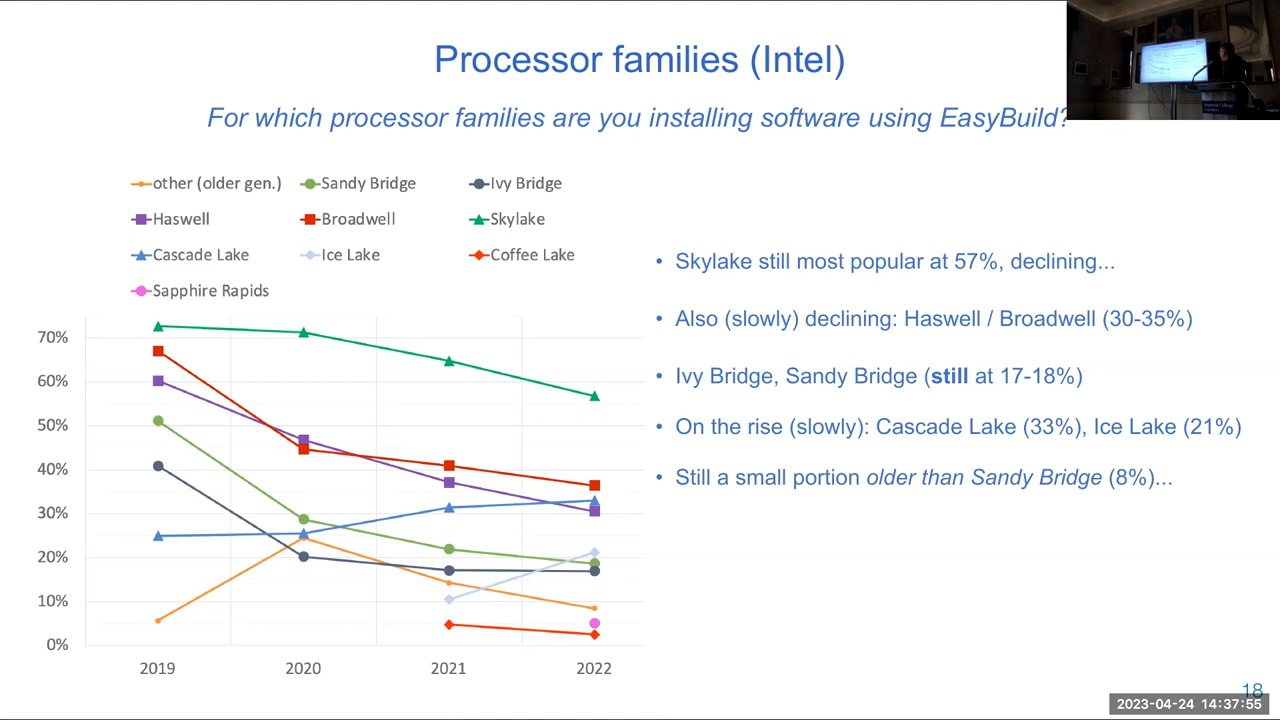 Processor families (Intel)
For which processor families are you installing software using EasyBuild?
other (older gen.) Sandy Bridge Ivy Bridge
Haswell Broadwell Skylake
Cascade Lake Ice Lake Coffee Lake
Sapphire Rapids
70%
60%
50%
40%
30%
20%
10%
0%
2019 2020 2021 2022
• Skylake still most popular at 57%, declining...
• Also (slowly) declining: Haswell / Broadwell (30-35%)
• Ivy Bridge, Sandy Bridge (still at 17-18%)
• On the rise (slowly): Cascade Lake (33%), Ice Lake (21%)
• Still a small portion older than Sandy Bridge (8%)...
18
2023-04-24 14:37:55